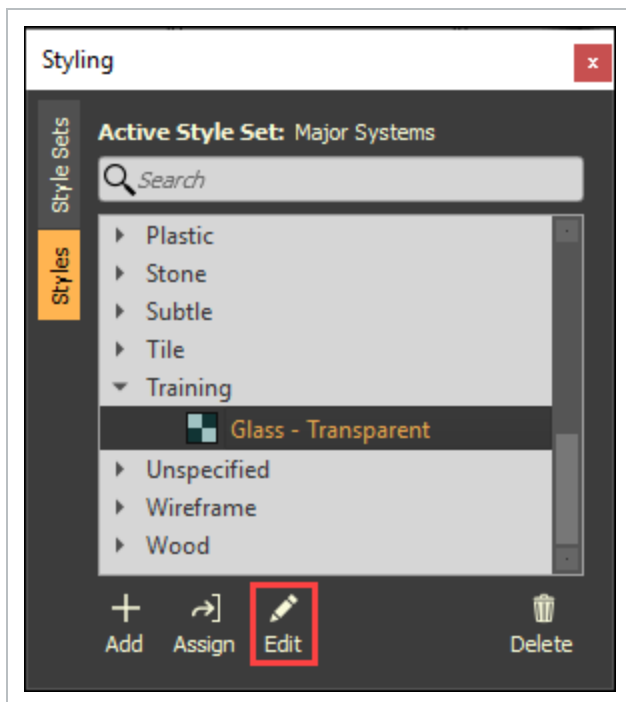 Styling
x
Style Sets
Styles
Active Style Set: Major Systems
Search
Plastic
Stone
Subtle
Tile
Training
Glass - Transparent
Unspecified
Wireframe
Wood
Add Assign Edit Delete